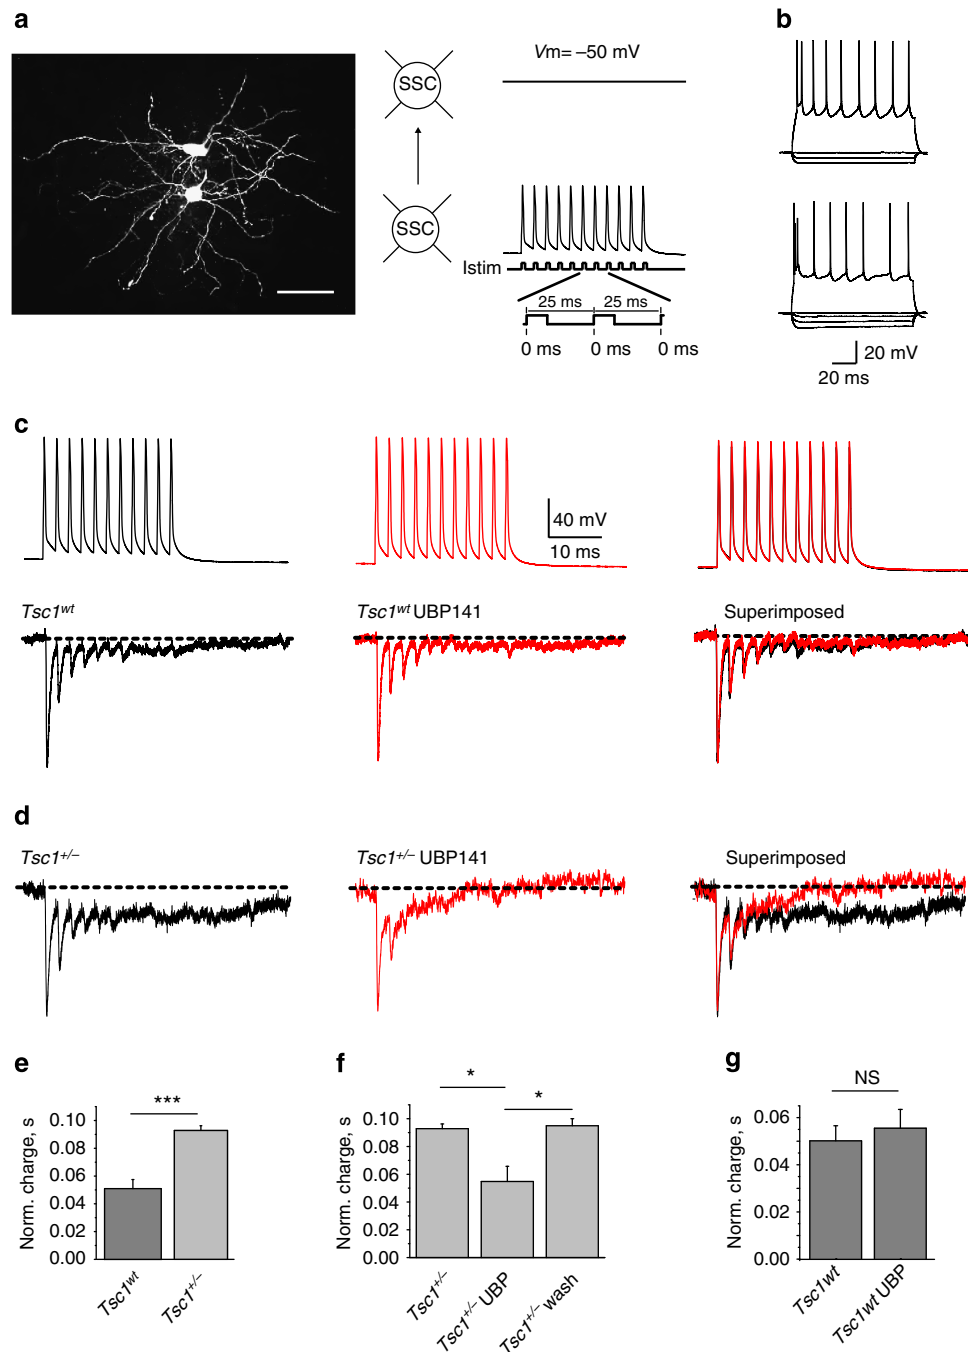 a
b
SSC
Vm= –50 mV
SSC
Istim
25 ms
25 ms
0 ms
0 ms
0 ms
20 mV
20 ms
c
40 mV
10 ms
Tsc1wt
Tsc1wt UBP141
Superimposed
d
Tsc1+/–
Tsc1+/– UBP141
Superimposed
e
Norm. charge, s
0.10
0.08
0.06
0.04
0.02
0.00
***
Tsc1wt
Tsc1+/–
f
Norm. charge, s
0.10
0.08
0.06
0.04
0.02
0.00
*
*
Tsc1+/–
Tsc1+/– UBP
Tsc1+/– wash
g
Norm. charge, s
0.06
0.04
0.02
0.00
NS
Tsc1wt
Tsc1wt UBP